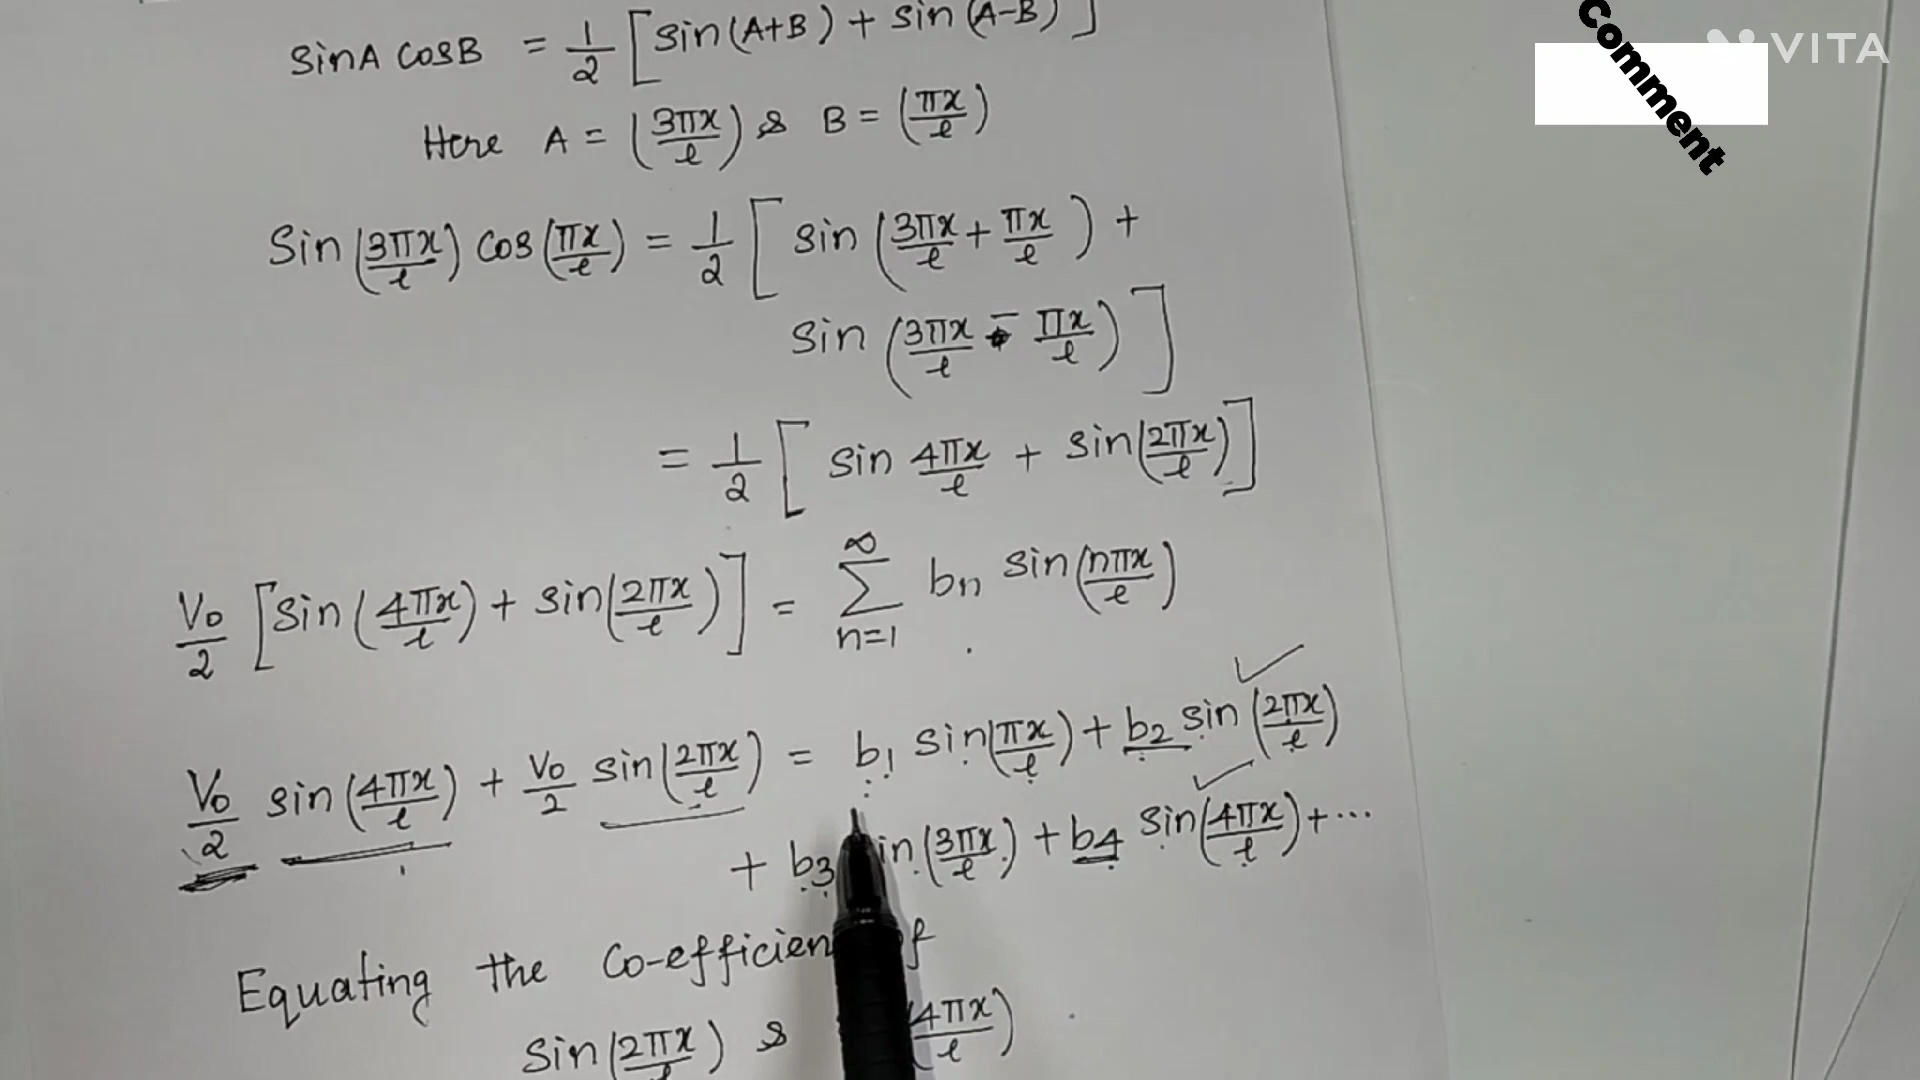 sinA cosB = 1/2 [sin(A+B) + sin(A-B)]
Here A = (3πx/l) & B = (πx/l)
Sin (3πx/l) cos (πx/l) = 1/2 [ sin (3πx/l + πx/l) +
sin (3πx/l - πx/l) ]
= 1/2 [ sin 4πx/l + sin (2πx/l) ]
V0/2 [sin (4πx/l) + sin (2πx/l)] = ∞ Σ n=1 bn sin (nπx/l)
V0/2 sin (4πx/l) + V0/2 sin (2πx/l) = b1 sin (πx/l) + b2 sin (2πx/l)
+ b3 sin (3πx/l) + b4 sin (4πx/l) + ...
Equating the Co-efficien of
Sin (2πx/l) & (4πx/l)
comment
VITA